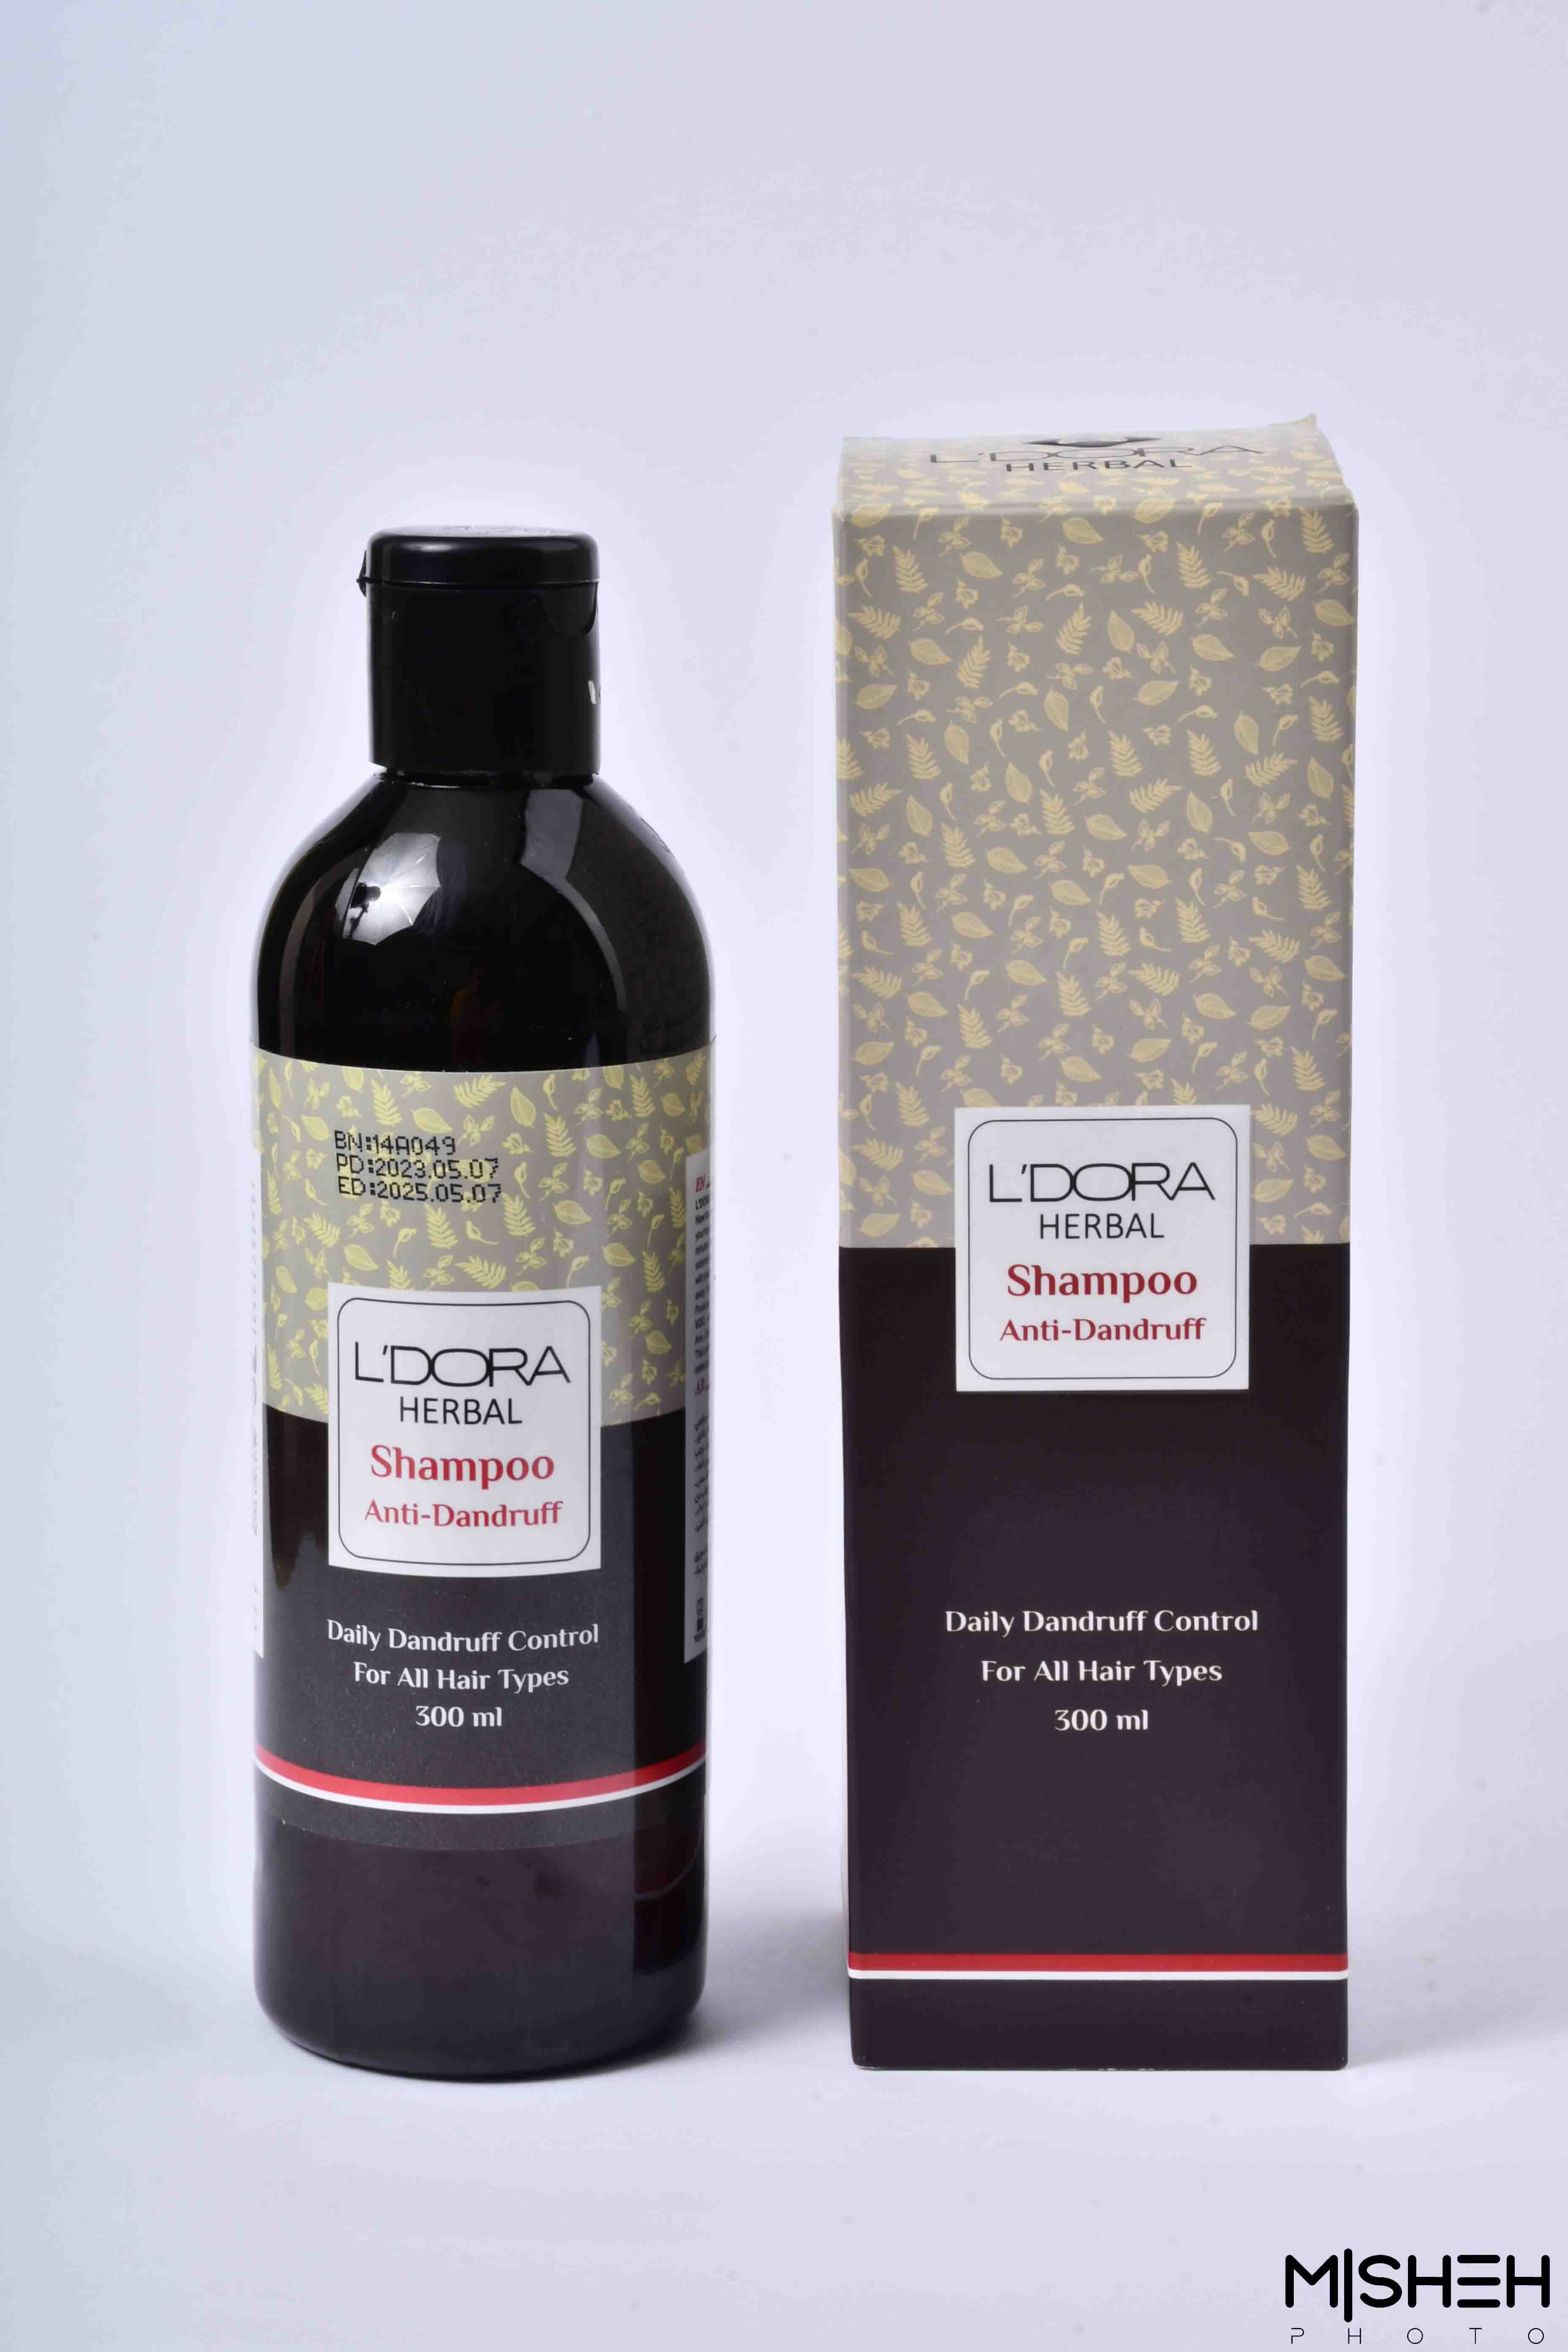 BN:14A049
PD:2023.05.07
ED:2025.05.07
L'DORA
HERBAL
Shampoo
Anti-Dandruff
Daily Dandruff Control
For All Hair Types
300 ml
EN
L'DORA
HERBAL
L'DORA
HERBAL
Shampoo
Anti-Dandruff
Daily Dandruff Control
For All Hair Types
300 ml
MISHEH
PHOTO